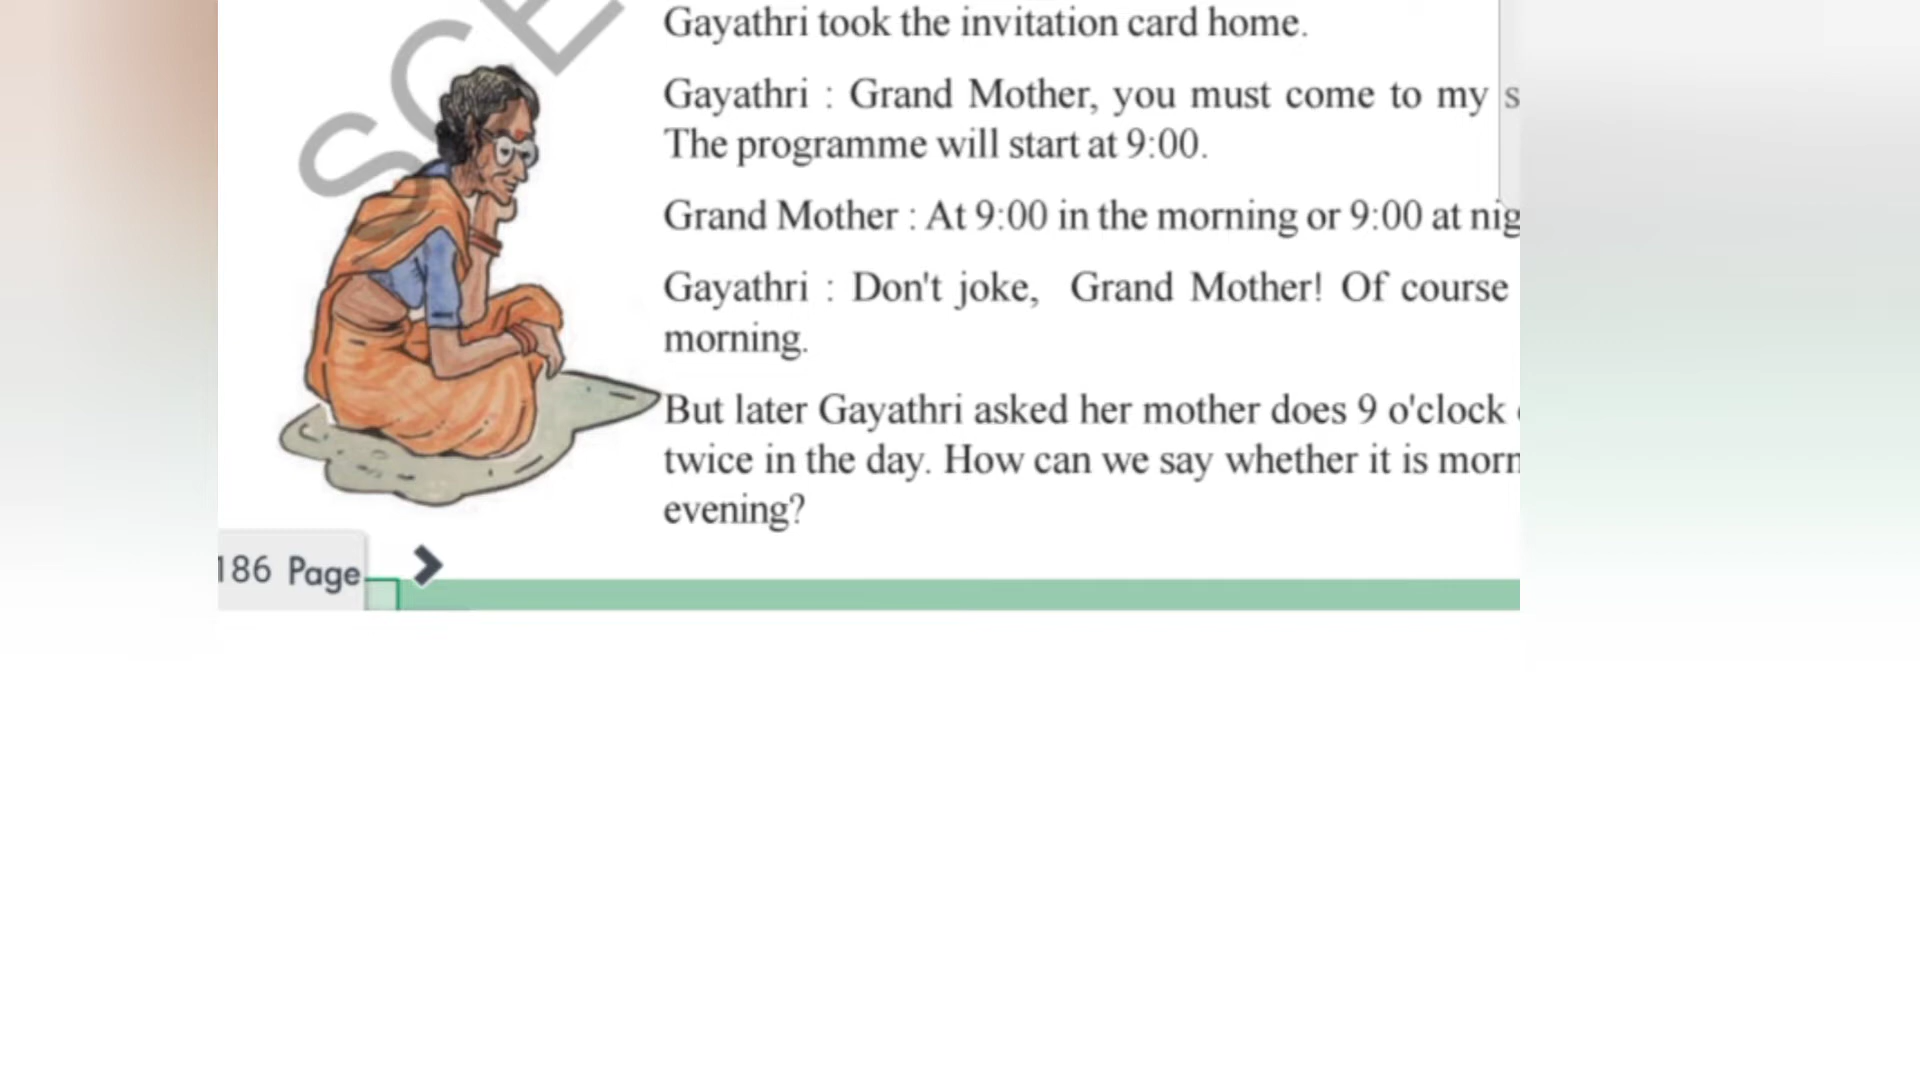 SCE
Gayathri took the invitation card home.
Gayathri : Grand Mother, you must come to my
The programme will start at 9:00.
Grand Mother : At 9:00 in the morning or 9:00 at
Gayathri : Don't joke, Grand Mother! Of course
morning.
But later Gayathri asked her mother does 9 o'clock
twice in the day. How can we say whether it is
evening?
186 Page